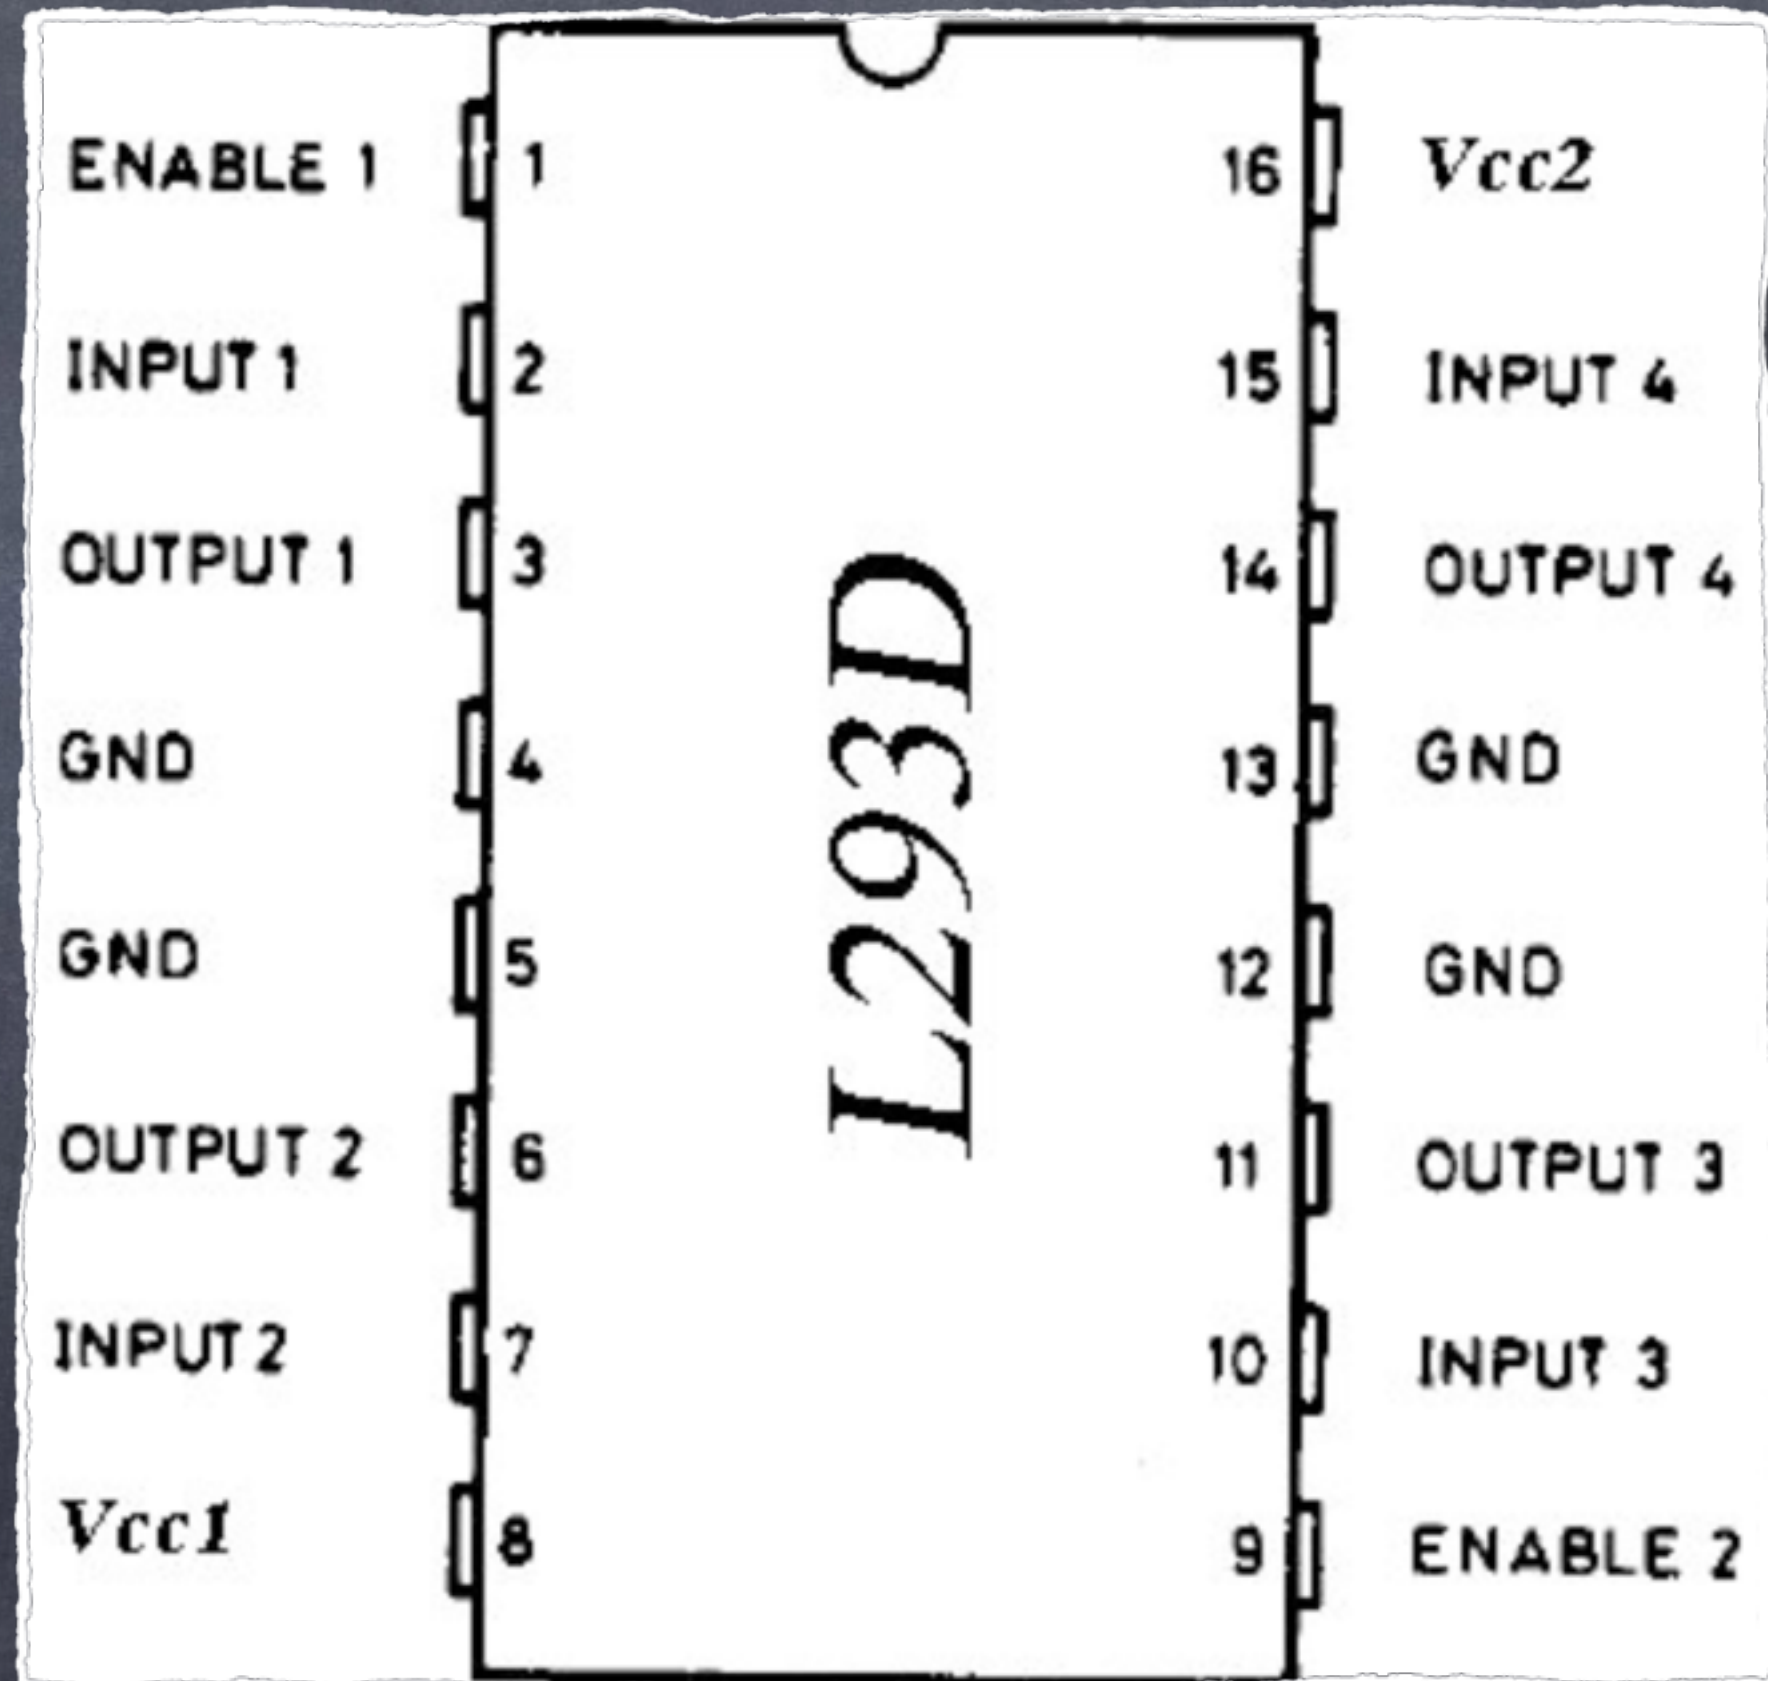 ENABLE 1 1 16 Vcc2
INPUT 1 2 15 INPUT 4
OUTPUT 1 3 14 OUTPUT 4
GND 4 13 GND
GND 5 12 GND
OUTPUT 2 6 11 OUTPUT 3
INPUT 2 7 10 INPUT 3
Vcc1 8 9 ENABLE 2
L293D